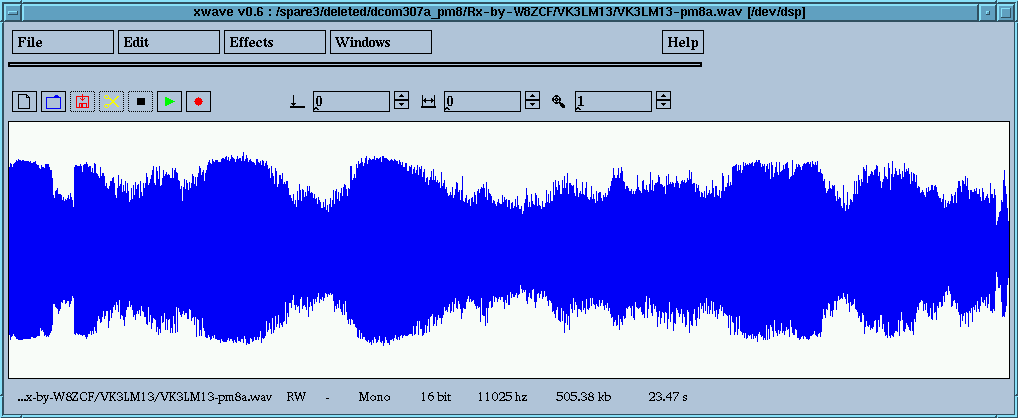 xwave v0.6 : /spare3/deleted/dcom307a_pm8/Rx-by-W8ZCF/VK3LM13/VK3LM13-pm8a.wav [/dev/dsp]
File Edit Effects Windows Help
0 0 1
...x-by-W8ZCF/VK3LM13/VK3LM13-pm8a.wav RW - Mono 16 bit 11025 hz 505.38 kb 23.47 s